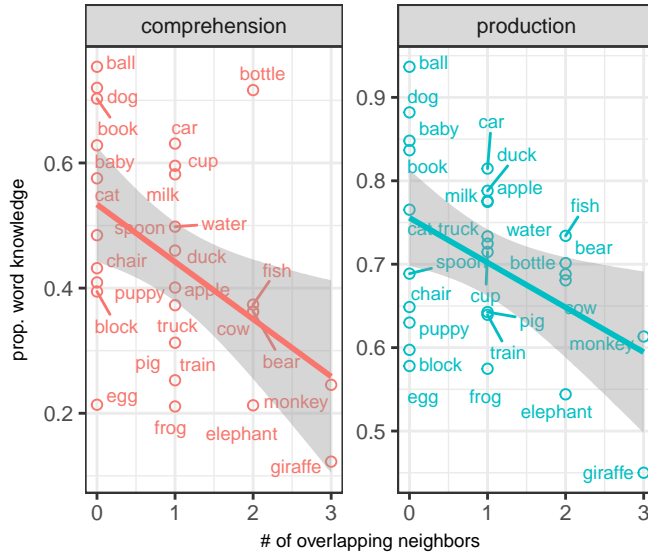 comprehension
production
prop. word knowledge
0.6
0.4
0.2
ball
dog
book
baby
cat
spoon
chair
puppy
block
egg
car
cup
milk
water
duck
apple
truck
pig
train
frog
bottle
fish
cow
bear
elephant
monkey
giraffe
0 1 2 3
0.9
0.8
0.7
0.6
0.5
ball
dog
baby
book
cat
spoon
chair
puppy
block
egg
car
duck
milk
apple
truck
water
cup
pig
train
frog
fish
bear
bottle
cow
elephant
monkey
giraffe
0 1 2 3
# of overlapping neighbors